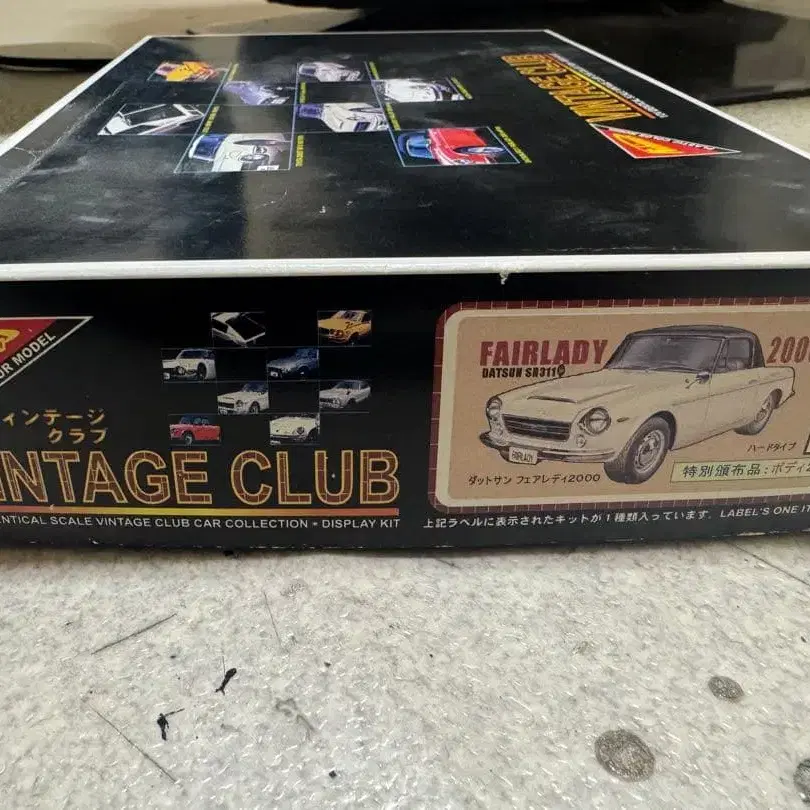 VINTAGE CLUB
UR MODEL
ィンテージ
クラブ
INTAGE CLUB
ENTICAL SCALE VINTAGE CLUB CAR COLLECTION • DISPLAY KIT
FAIRLADY 200
DATSUN SR311
FAIRLADY
ハードタイプ
特別頒布品:ボディ2
ダットサン フェアレディ2000
上記ラベルに表示されたキットが1種類入っています. LABEL'S ONE IT